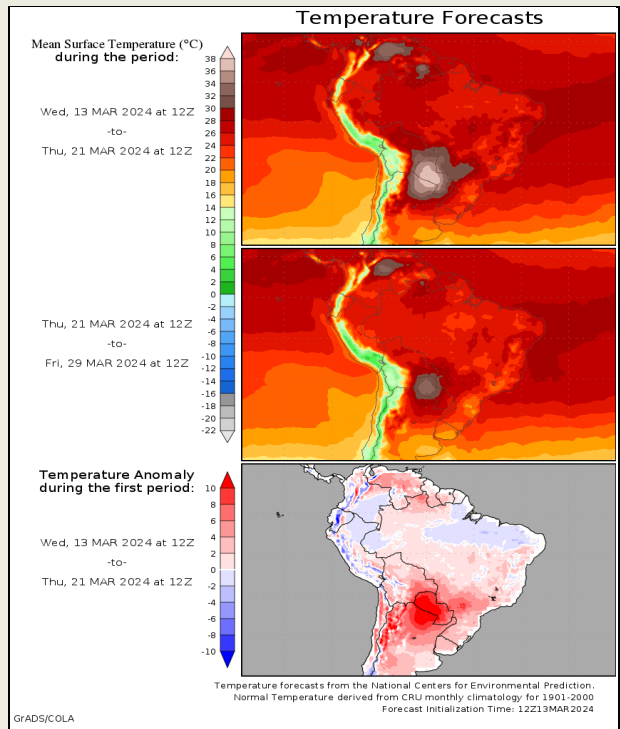 Temperature Forecasts
Mean Surface Temperature (°C)
during the period:
38
36
34
32
30
28
26
24
22
20
18
16
14
12
10
8
6
4
2
0
-2
-4
-6
-8
-10
-12
-14
-16
-18
-20
-22
Wed, 13 MAR 2024 at 12Z
-to-
Thu, 21 MAR 2024 at 12Z
Thu, 21 MAR 2024 at 12Z
-to-
Fri, 29 MAR 2024 at 12Z
Temperature Anomaly
during the first period:
10
8
6
4
2
0
-2
-4
-6
-8
-10
Wed, 13 MAR 2024 at 12Z
-to-
Thu, 21 MAR 2024 at 12Z
Temperature forecasts from the National Centers for Environmental Prediction.
Normal Temperature derived from CRU monthly climatology for 1901-2000
Forecast Initialization Time: 12Z13MAR2024
GrADS/COLA